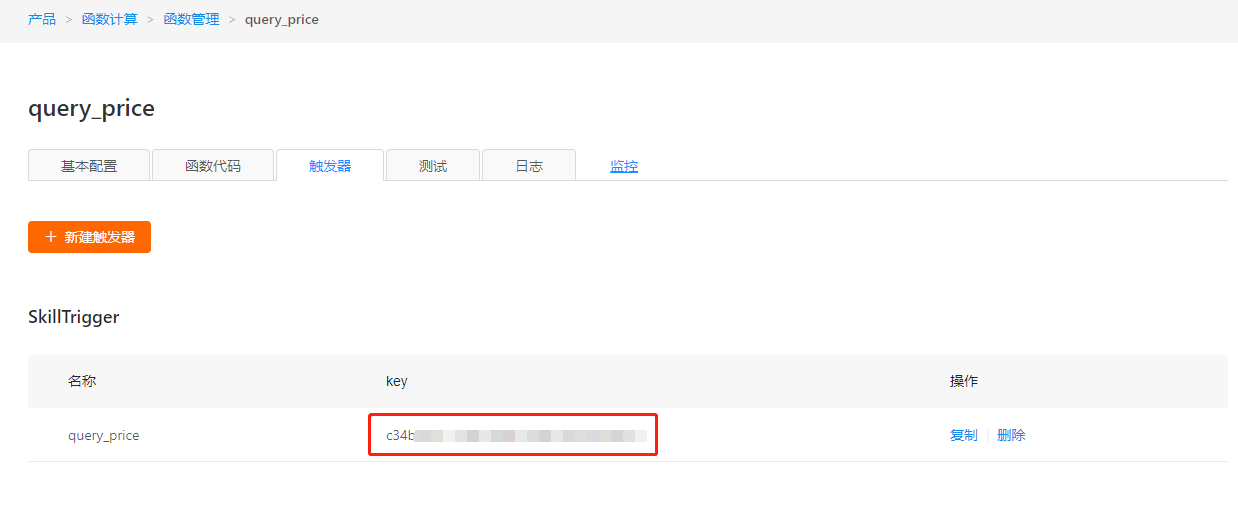 产品 > 函数计算 > 函数管理 > query_price
query_price
基本配置 函数代码 触发器 测试 日志 监控
+ 新建触发器
SkillTrigger
名称 key 操作
query_price c34b 复制 删除